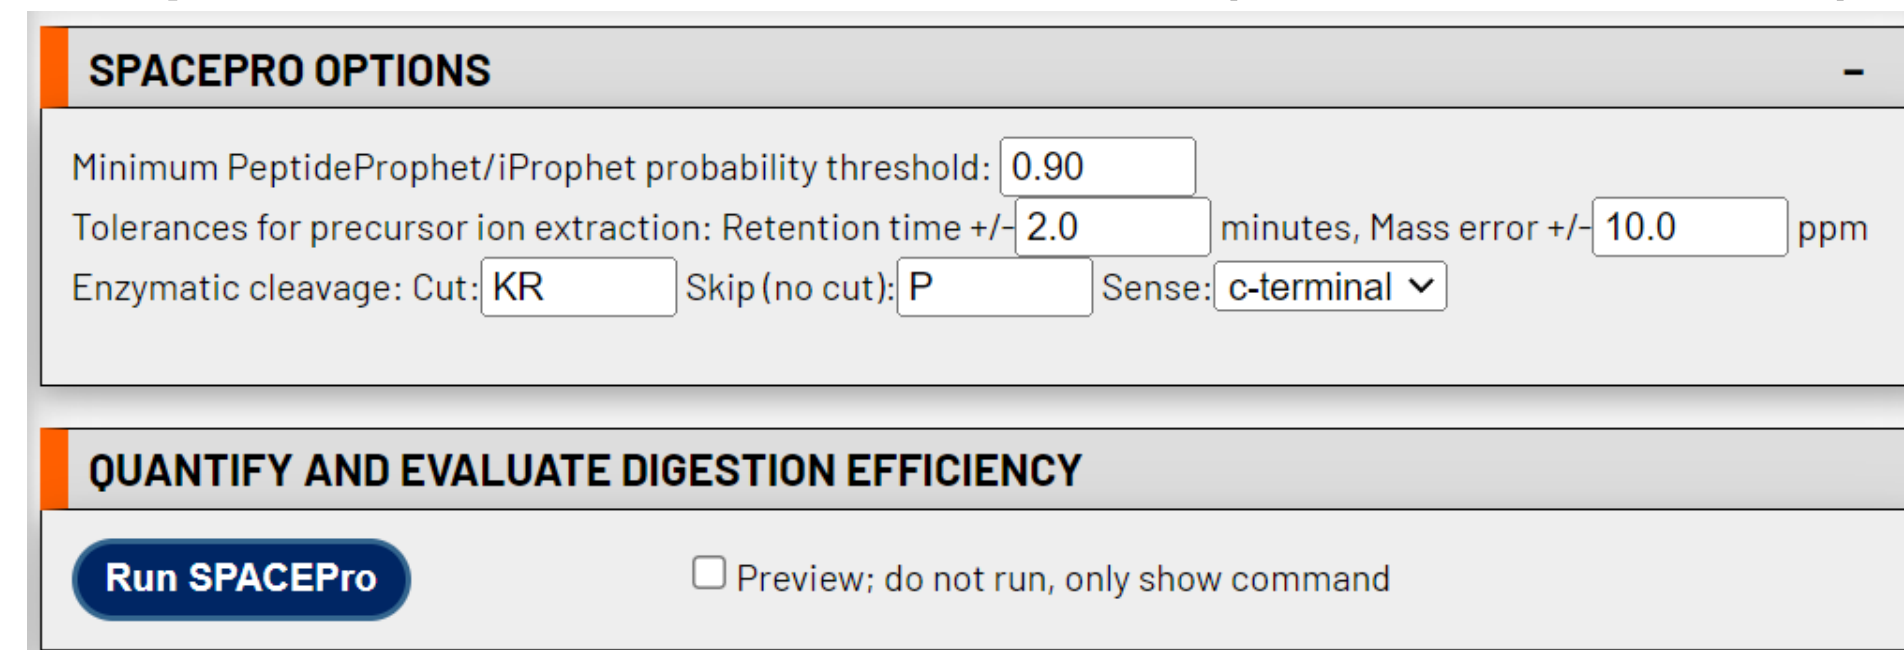 SPACEPRO OPTIONS –
Minimum PeptideProphet/iProphet probability threshold: 0.90
Tolerances for precursor ion extraction: Retention time +/- 2.0 minutes, Mass error +/- 10.0 ppm
Enzymatic cleavage: Cut: KR Skip (no cut): P Sense: c-terminal
QUANTIFY AND EVALUATE DIGESTION EFFICIENCY
Run SPACEPro Preview; do not run, only show command